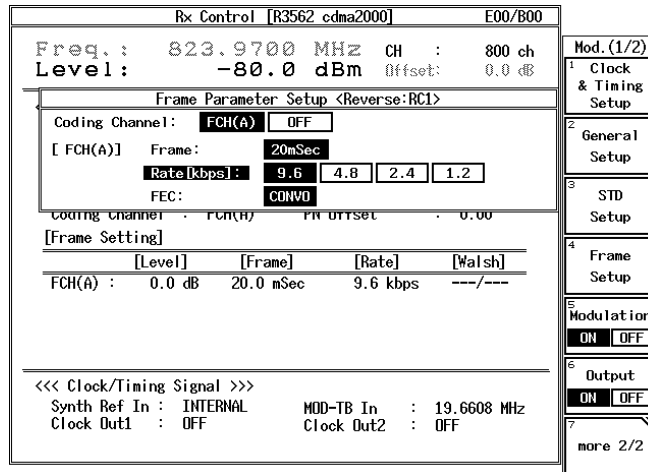 Rx Control [R3562 cdma2000] E00/B00
Freq.: 823.9700 MHz CH : 800 ch
Level: -80.0 dBm Offset: 0.0 dB
Frame Parameter Setup <Reverse:RC1>
Coding Channel: FCH(A) OFF
[ FCH(A)] Frame: 20mSec
Rate[kbps]: 9.6 4.8 2.4 1.2
FEC: CONVO
Coding Channel : FCH(A) PN Offset : 0.00
[Frame Setting]
[Level] [Frame] [Rate] [Walsh]
FCH(A) : 0.0 dB 20.0 mSec 9.6 kbps ---/---
<<< Clock/Timing Signal >>>
Synth Ref In : INTERNAL MOD-TB In : 19.6608 MHz
Clock Out1 : OFF Clock Out2 : OFF
Mod.(1/2)
1 Clock
& Timing
Setup
2
General
Setup
3
STD
Setup
4
Frame
Setup
5
Modulation
ON OFF
6
Output
ON OFF
7
more 2/2